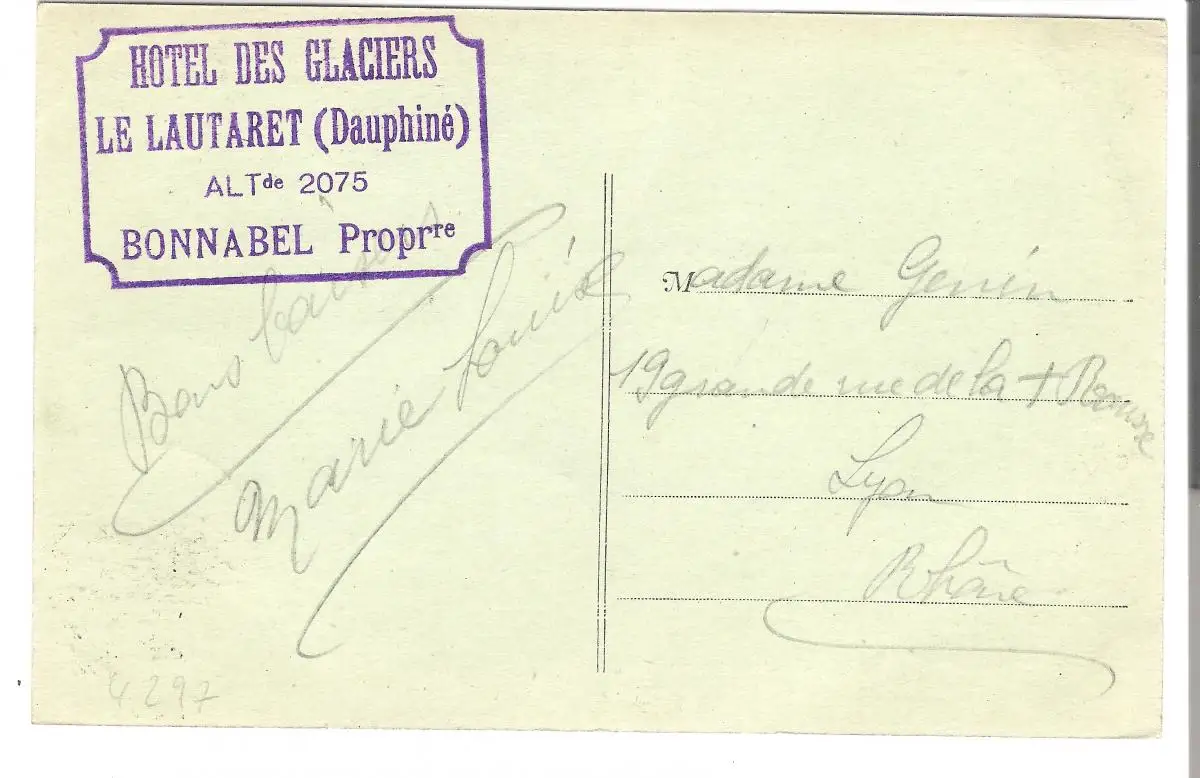 HOTEL DES GLACIERS
LE LAUTARET (Dauphiné)
ALTde 2075
BONNABEL Proprre
Bons baisers
Marie Louise
Madame Genin
19 grande rue de la + Rousse
Lyon
Rhône
4297